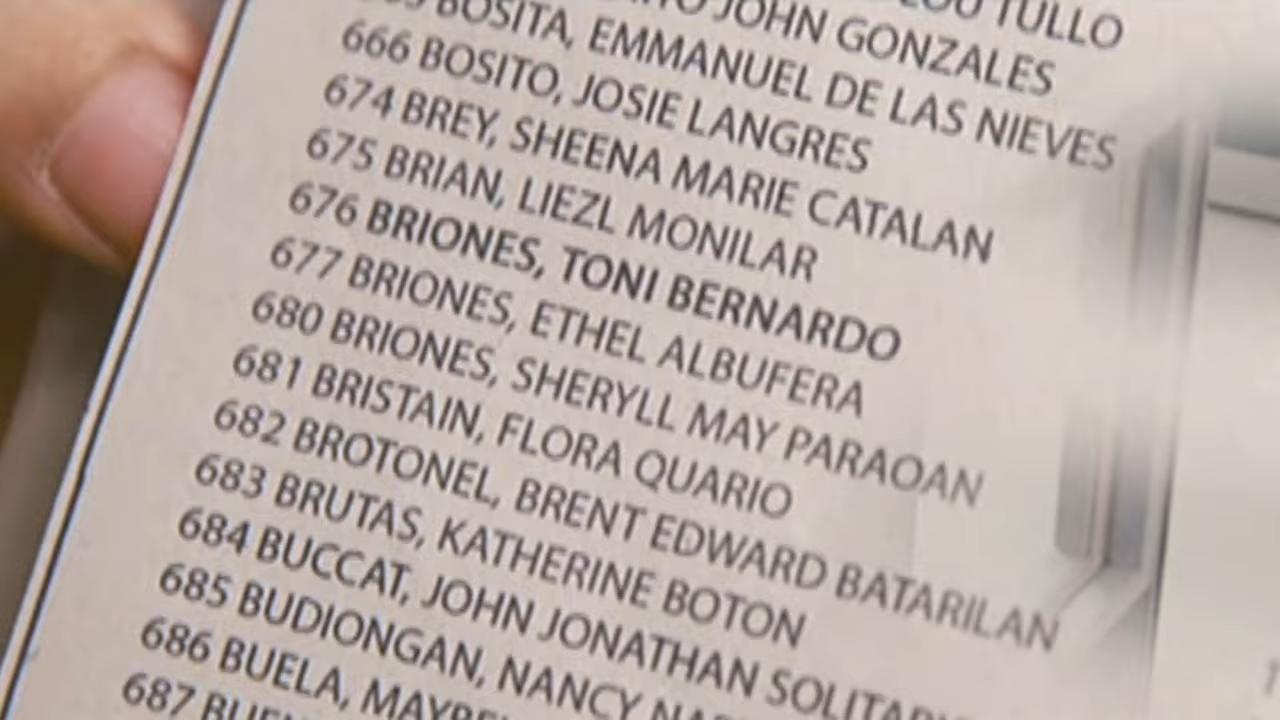 TULLO
JOHN GONZALES
BOSITA, EMMANUEL DE LAS NIEVES
666 BOSITO, JOSIE LANGRES
674 BREY, SHEENA MARIE CATALAN
675 BRIAN, LIEZL MONILAR
676 BRIONES, TONI BERNARDO
677 BRIONES, ETHEL ALBUFERA
680 BRIONES, SHERYLL MAY PARAOAN
681 BRISTAIN, FLORA QUARIO
682 BROTONEL, BRENT EDWARD BATARILAN
683 BRUTAS, KATHERINE BOTON
684 BUCCAT, JOHN JONATHAN
685 BUDIONGAN, NANCY
686 BUELA,
687